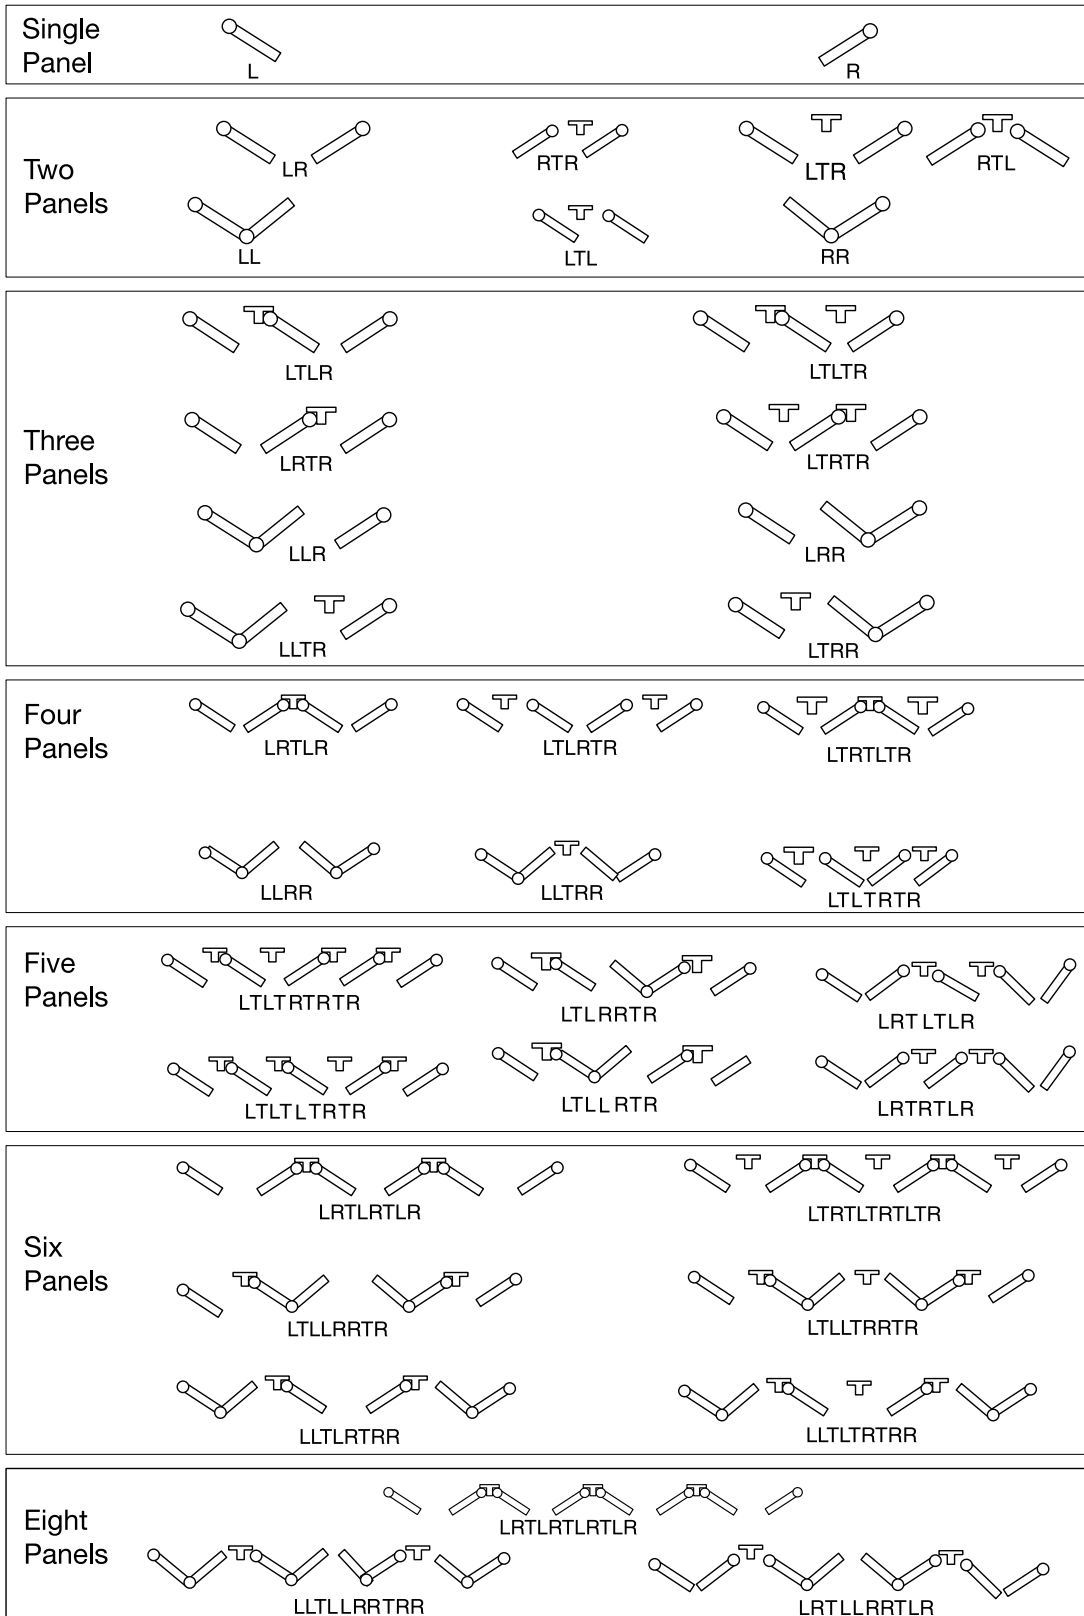 Single
Panel
L
R
Two
Panels
LR
RTR
LTR
RTL
LL
LTL
RR
Three
Panels
LTLR
LTLTR
LRTR
LTRTR
LLR
LRR
LLTR
LTRR
Four
Panels
LRTLR
LTLRTR
LTRTLTR
LLRR
LLTRR
LTLTRTR
Five
Panels
LTLTRTRTR
LTLRRTR
LRTLTLR
LTLTLTRTR
LTLLRTR
LRTRTLR
Six
Panels
LRTLRTLR
LTRTLTRTLTR
LTLLRRTR
LTLLTRRTR
LLTLRTRR
LLTLTRTRR
Eight
Panels
LRTLRTLRTLR
LLTLLRRTRR
LRTLLRRTLR